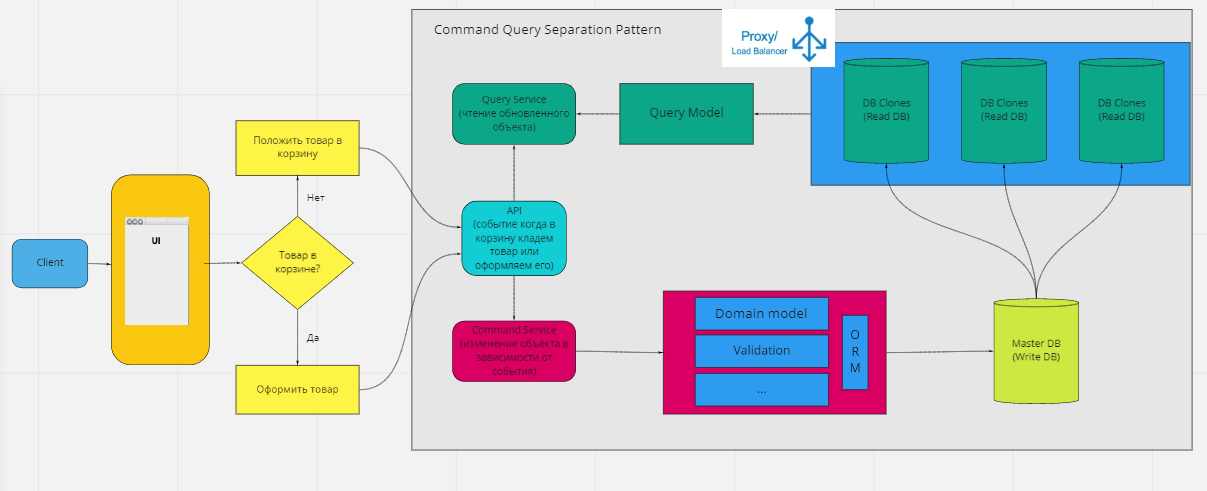 Command Query Separation Pattern
Proxy/
Load Balancer
Query Service
(чтение обновленного
объекта)
Query Model
DB Clones
(Read DB)
DB Clones
(Read DB)
DB Clones
(Read DB)
Положить товар в
корзину
Нет
UI
Client
Товар в
корзине?
API
(событие когда в
корзину кладем
товар или
оформляем его)
Да
Оформить товар
Command Service
(изменение объекта в
зависимости от
события)
Domain model
Validation
...
O
R
M
Master DB
(Write DB)